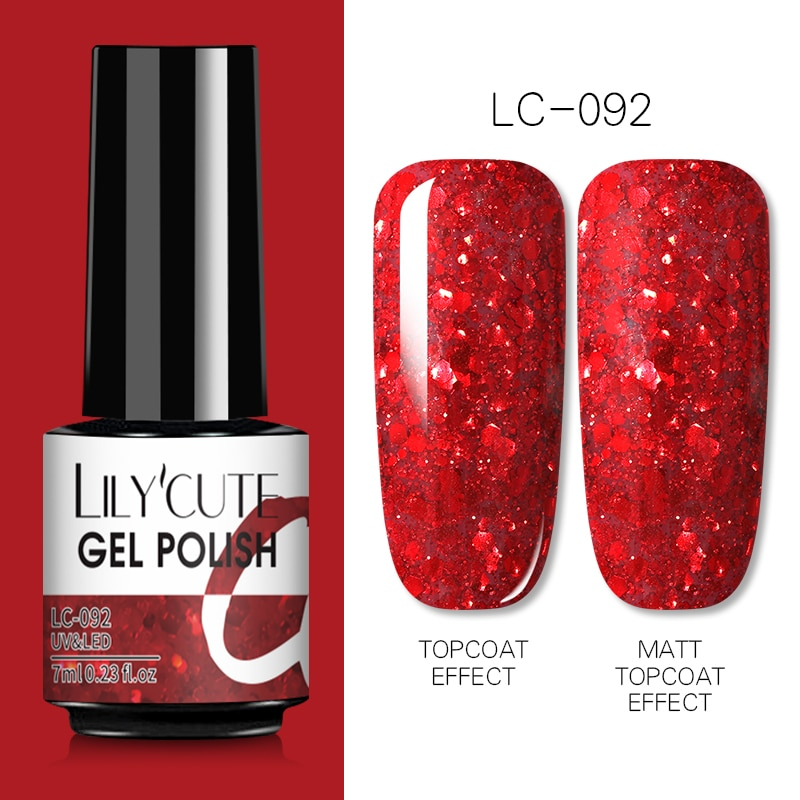 LILY'CUTE
GEL POLISH
LC-092
UV&LED
7ml 0.23 fl.oz
LC-092
TOPCOAT
EFFECT
MATT
TOPCOAT
EFFECT